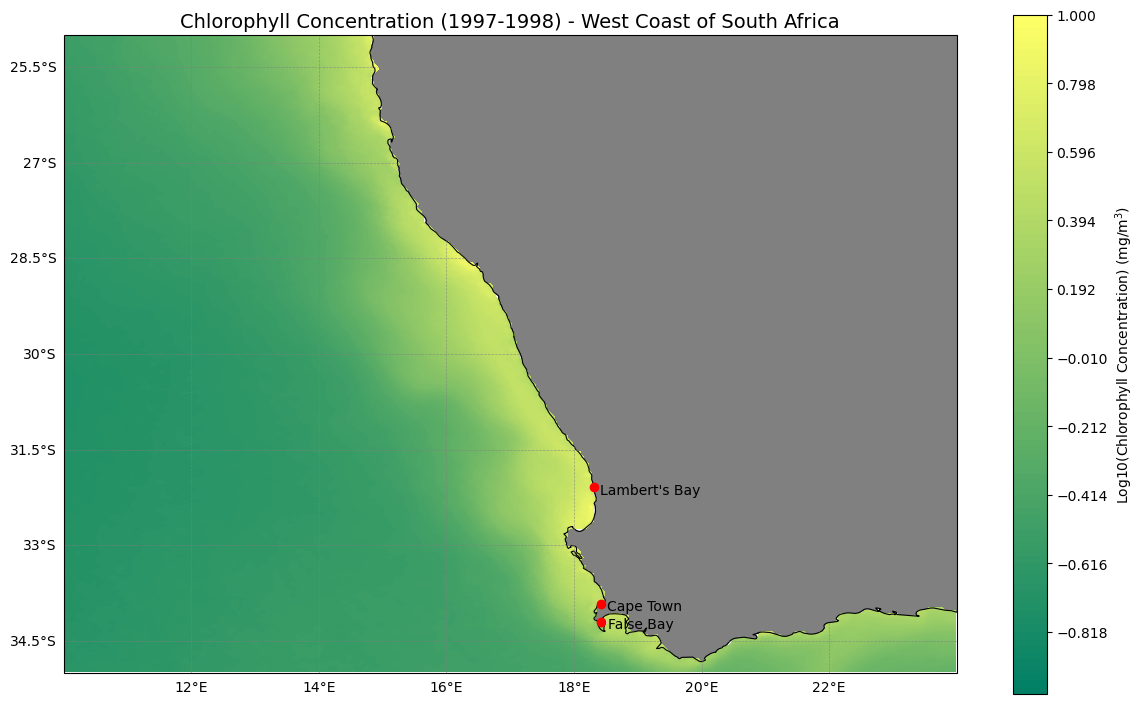 Chlorophyll Concentration (1997-1998) - West Coast of South Africa
25.5°S
27°S
28.5°S
30°S
31.5°S
33°S
34.5°S
12°E
14°E
16°E
18°E
20°E
22°E
Lambert's Bay
Cape Town
False Bay
1.000
0.798
0.596
0.394
0.192
−0.010
−0.212
−0.414
−0.616
−0.818
Log10(Chlorophyll Concentration) (mg/m³)